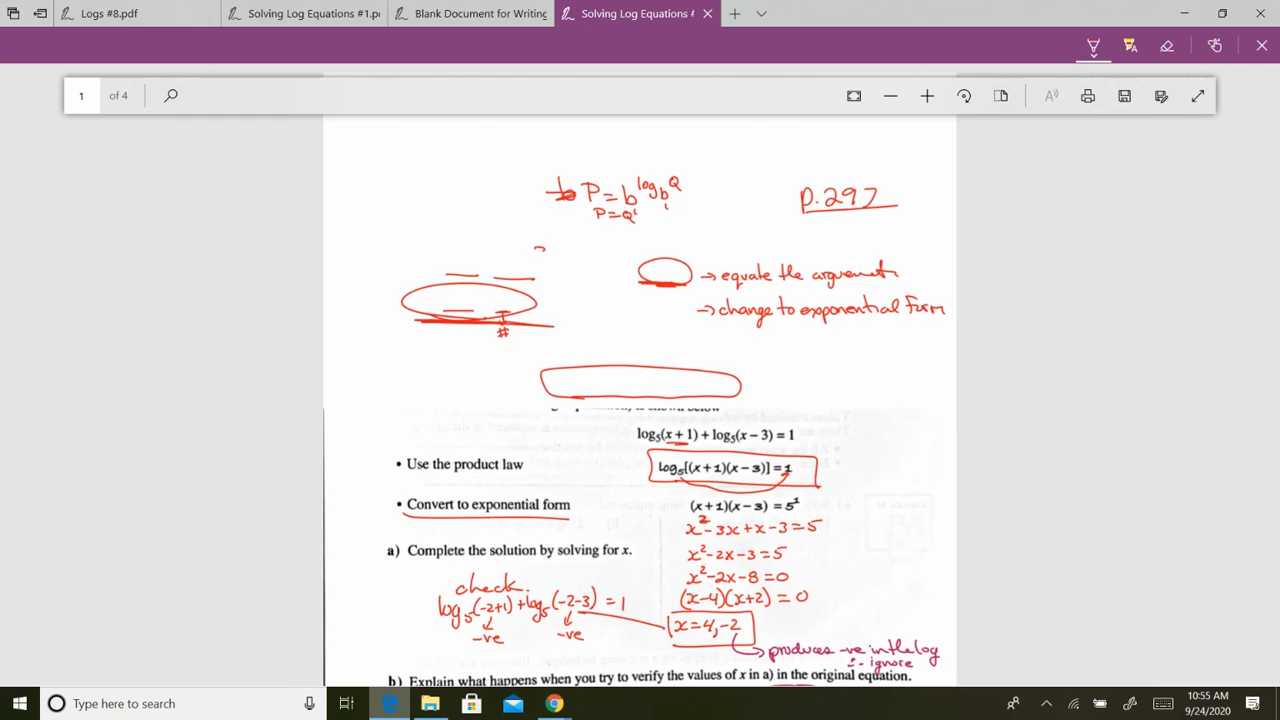 Logs #8.pdf
Solving Log Equations #1.pd
Blank Document for Writing
Solving Log Equations #
1 of 4
P = b^log_b Q
P = Q
p. 297
→ equate the arguement
→ change to exponential form
#
is shown below
log₅(x + 1) + log₅(x − 3) = 1
• Use the product law
log₅[(x + 1)(x − 3)] = 1
• Convert to exponential form
(x + 1)(x − 3) = 5¹
x² − 3x + x − 3 = 5
a) Complete the solution by solving for x.
x² − 2x − 3 = 5
x² − 2x − 8 = 0
check.
(x−4)(x+2) = 0
log₅(−2+1) + log₅(−2−3) = 1
x = 4, −2
−ve −ve
→ produces −ve in the log
∴ ignore
b) Explain what happens when you try to verify the values of x in a) in the original equation.
Type here to search
10:55 AM
9/24/2020